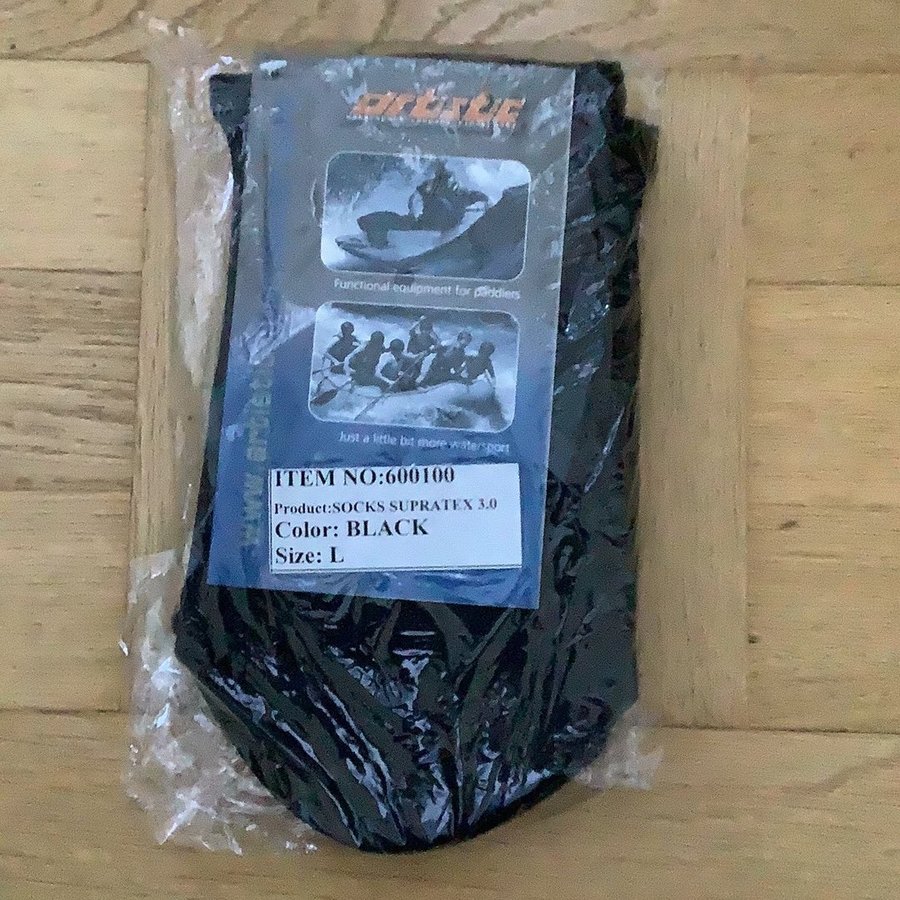 artistic
Functional equipment for paddlers
Just a little bit more watersport
ITEM NO:600100
Product:SOCKS SUPRATEX 3.0
Color: BLACK
Size: L